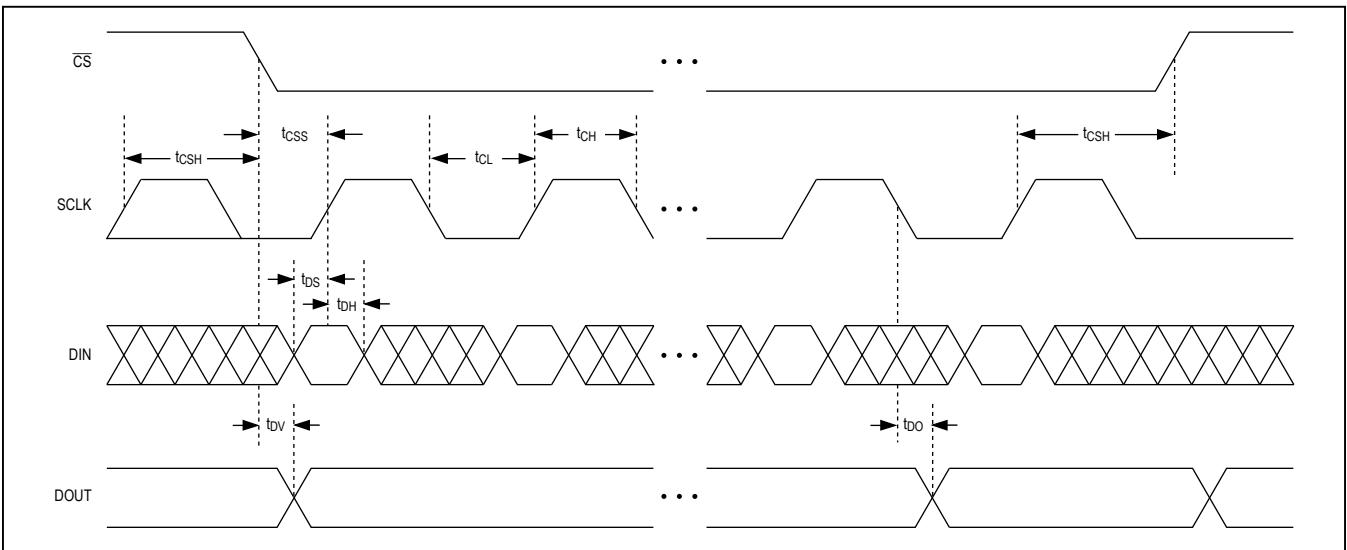 CS
• • •
tCSS
tCH
tCSH
tCL
tCSH
SCLK
• • •
tDS
tDH
DIN
• • •
tDV
tDO
DOUT
• • •